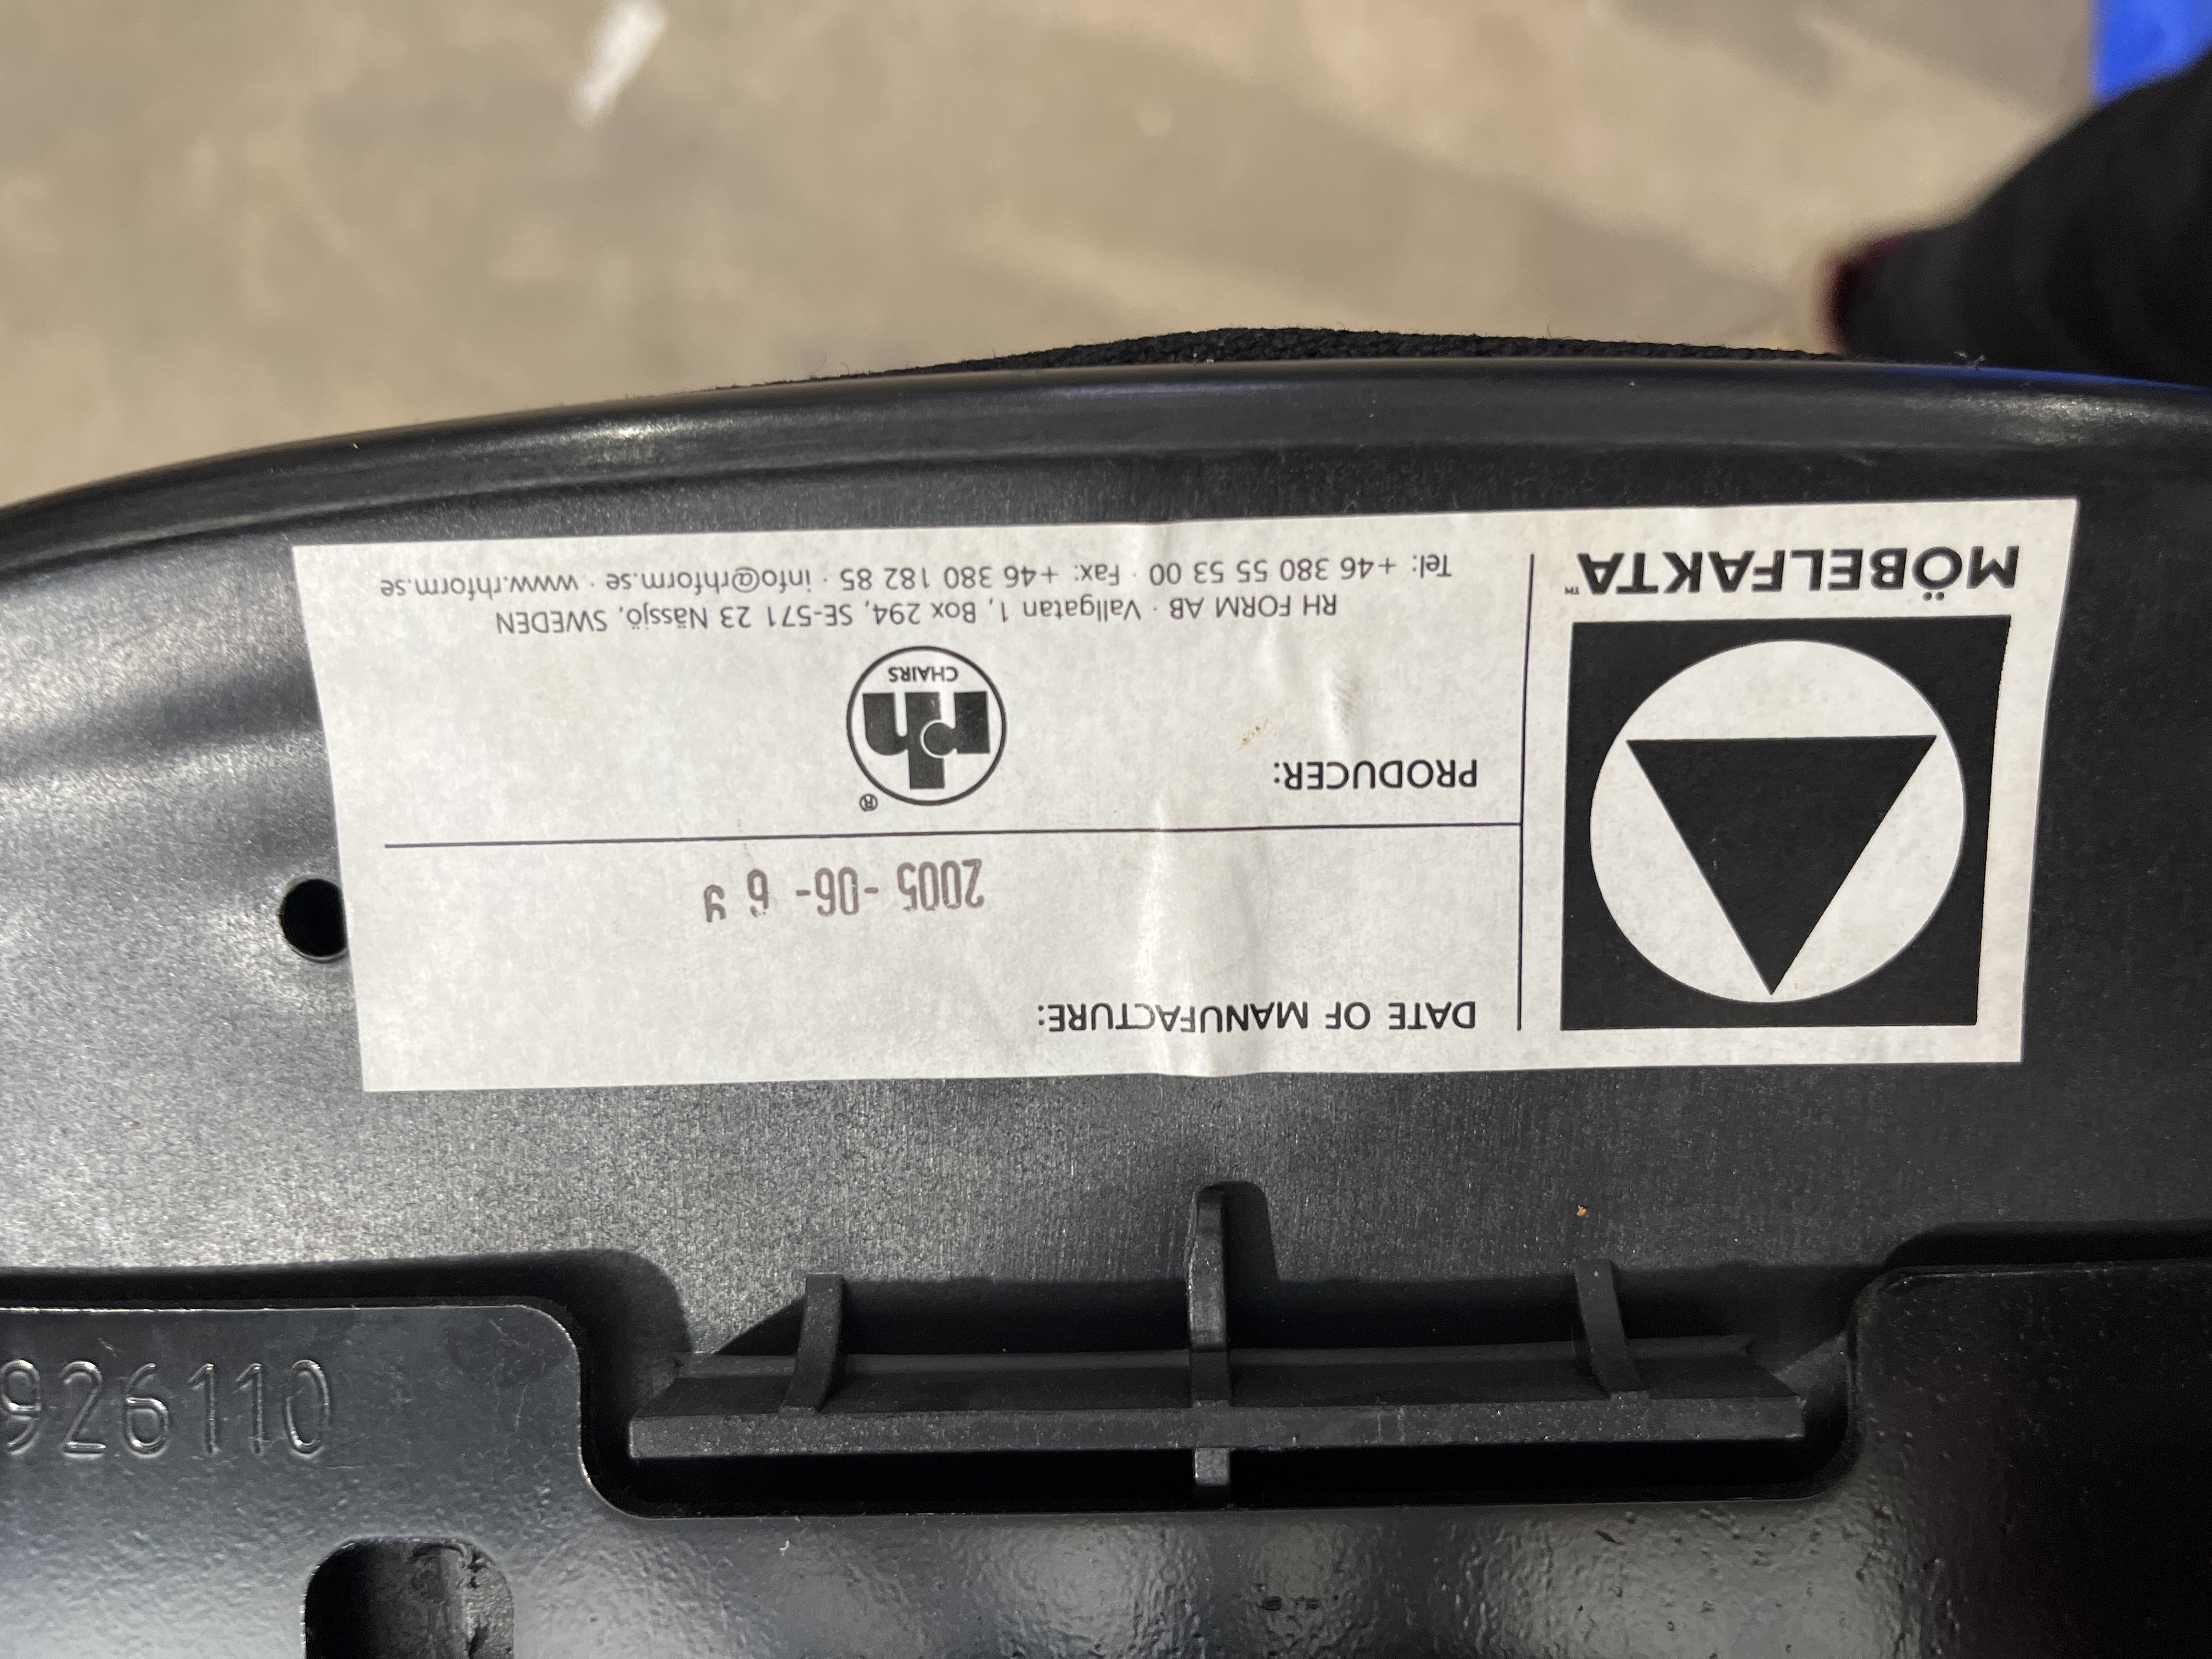 MÖBELFAKTA™
DATE OF MANUFACTURE:
2005 -06-
PRODUCER:
®
rh
CHAIRS
RH FORM AB · Vallgatan 1, Box 294, SE-571 23 Nässjö, SWEDEN
Tel: +46 380 55 53 00 · Fax: +46 380 182 85 · info@rhform.se · www.rhform.se
926110